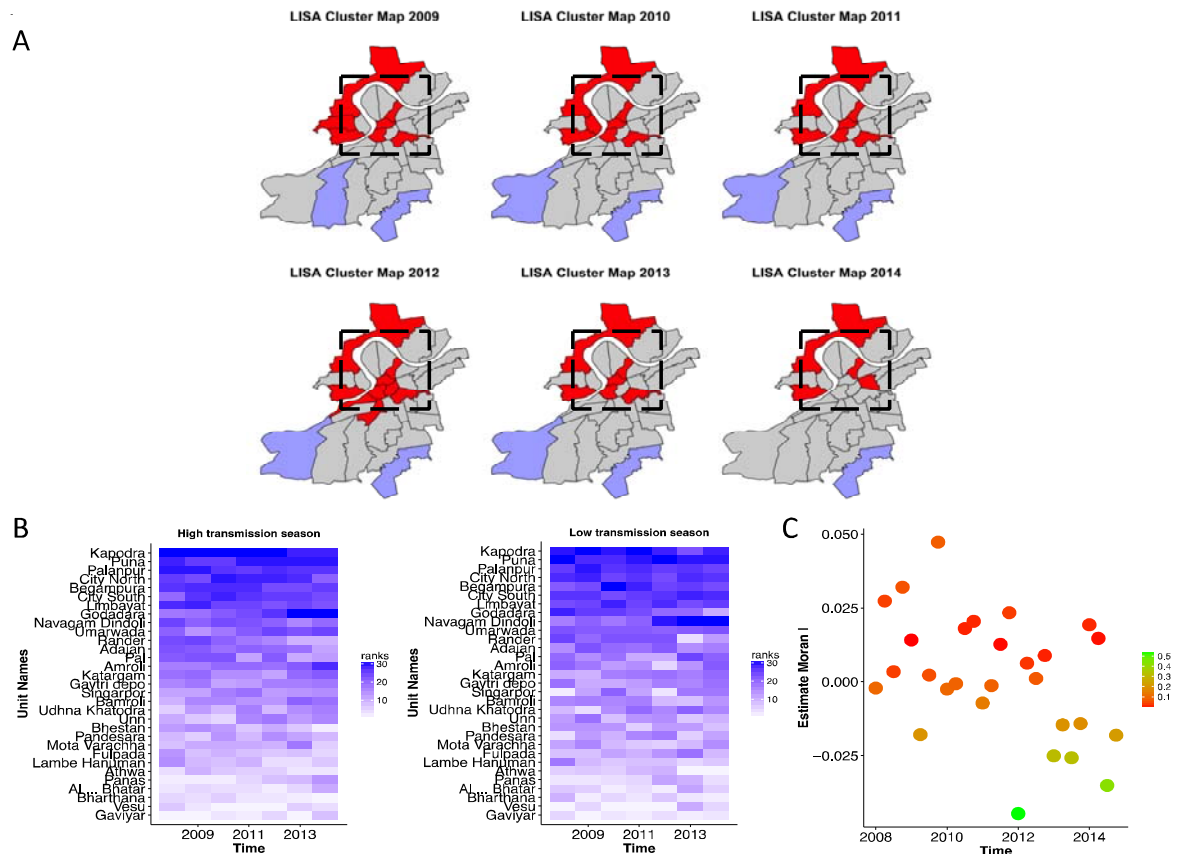 A
LISA Cluster Map 2009
LISA Cluster Map 2010
LISA Cluster Map 2011
LISA Cluster Map 2012
LISA Cluster Map 2013
LISA Cluster Map 2014
B
High transmission season
Unit Names
Kapodra
Puna
Palanpur
City North
Begampura
City South
Limbayat
Godadara
Navagam Dindoli
Umarwada
Rander
Adajan
Pal
Amroli
Katargam
Gaytri depo
Singarpor
Bamroli
Udhna Khatodra
Unn
Bhestan
Pandesara
Mota Varachna
Fulpada
Lambe Hanuman
Athwa
Panas
AL... Bhatar
Bharthana
Vesu
Gaviyar
2009 2011 2013
Time
ranks
30
20
10
Low transmission season
Unit Names
Kapodra
Puna
Palanpur
City North
Begampura
City South
Limbayat
Godadara
Navagam Dindoli
Umarwada
Rander
Adajan
Pal
Amroli
Katargam
Gaytri depo
Singarpor
Bamroli
Udhna Khatodra
Unn
Bhestan
Pandesara
Mota Varachna
Fulpada
Lambe Hanuman
Athwa
Panas
AL... Bhatar
Bharthana
Vesu
Gaviyar
2009 2011 2013
Time
ranks
30
20
10
C
Estimate Moran I
0.050
0.025
0.000
−0.025
2008 2010 2012 2014
Time
0.5
0.4
0.3
0.2
0.1